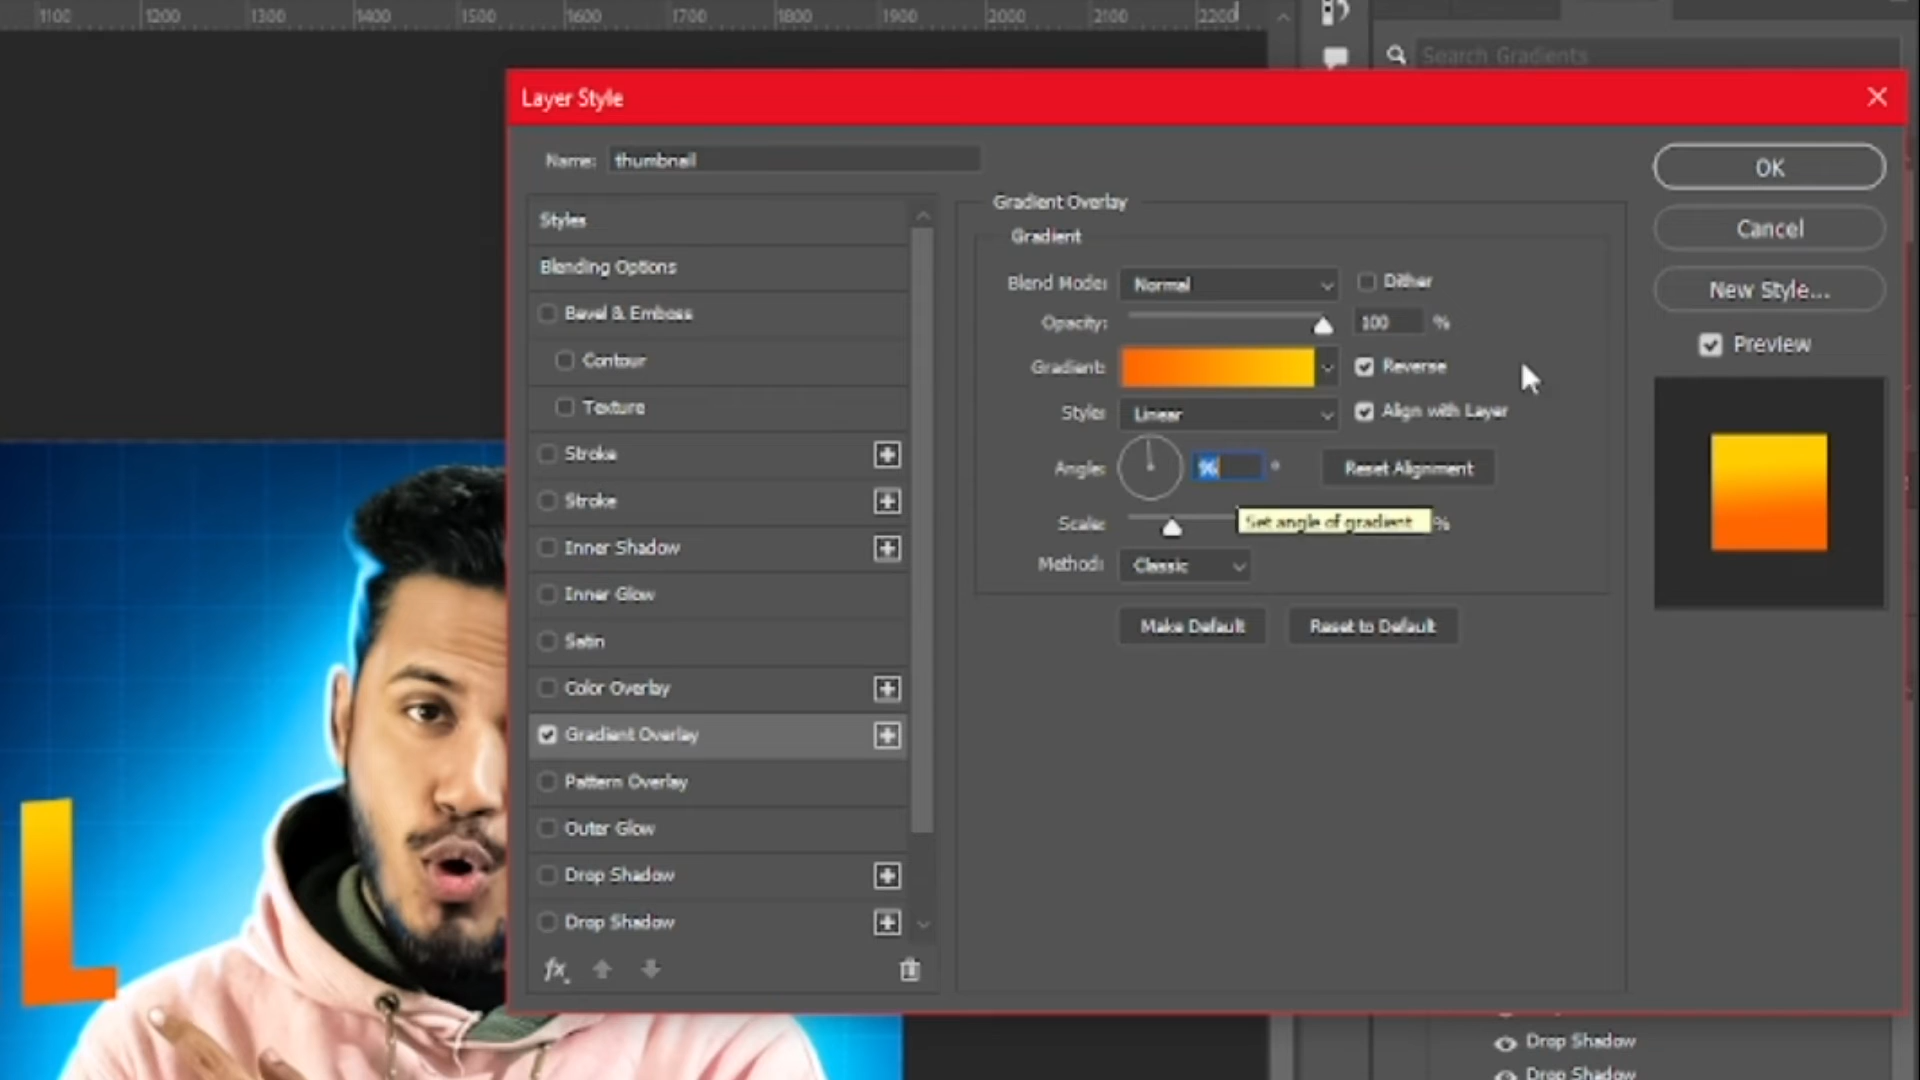 1100 1200 1300 1400 1500 1600 1700 1800 1900 2000 2100 2200
Search Gradients
Layer Style
Name: thumbnail
Styles
Blending Options
Bevel & Emboss
Contour
Texture
Stroke
Stroke
Inner Shadow
Inner Glow
Satin
Color Overlay
Gradient Overlay
Pattern Overlay
Outer Glow
Drop Shadow
Drop Shadow
fx
Gradient Overlay
Gradient
Blend Mode: Normal Dither
Opacity: 100 %
Gradient: Reverse
Style: Linear Align with Layer
Angle: 96 ° Reset Alignment
Scale: Set angle of gradient %
Method: Classic
Make Default Reset to Default
OK
Cancel
New Style...
Preview
L
Drop Shadow
Drop Shadow